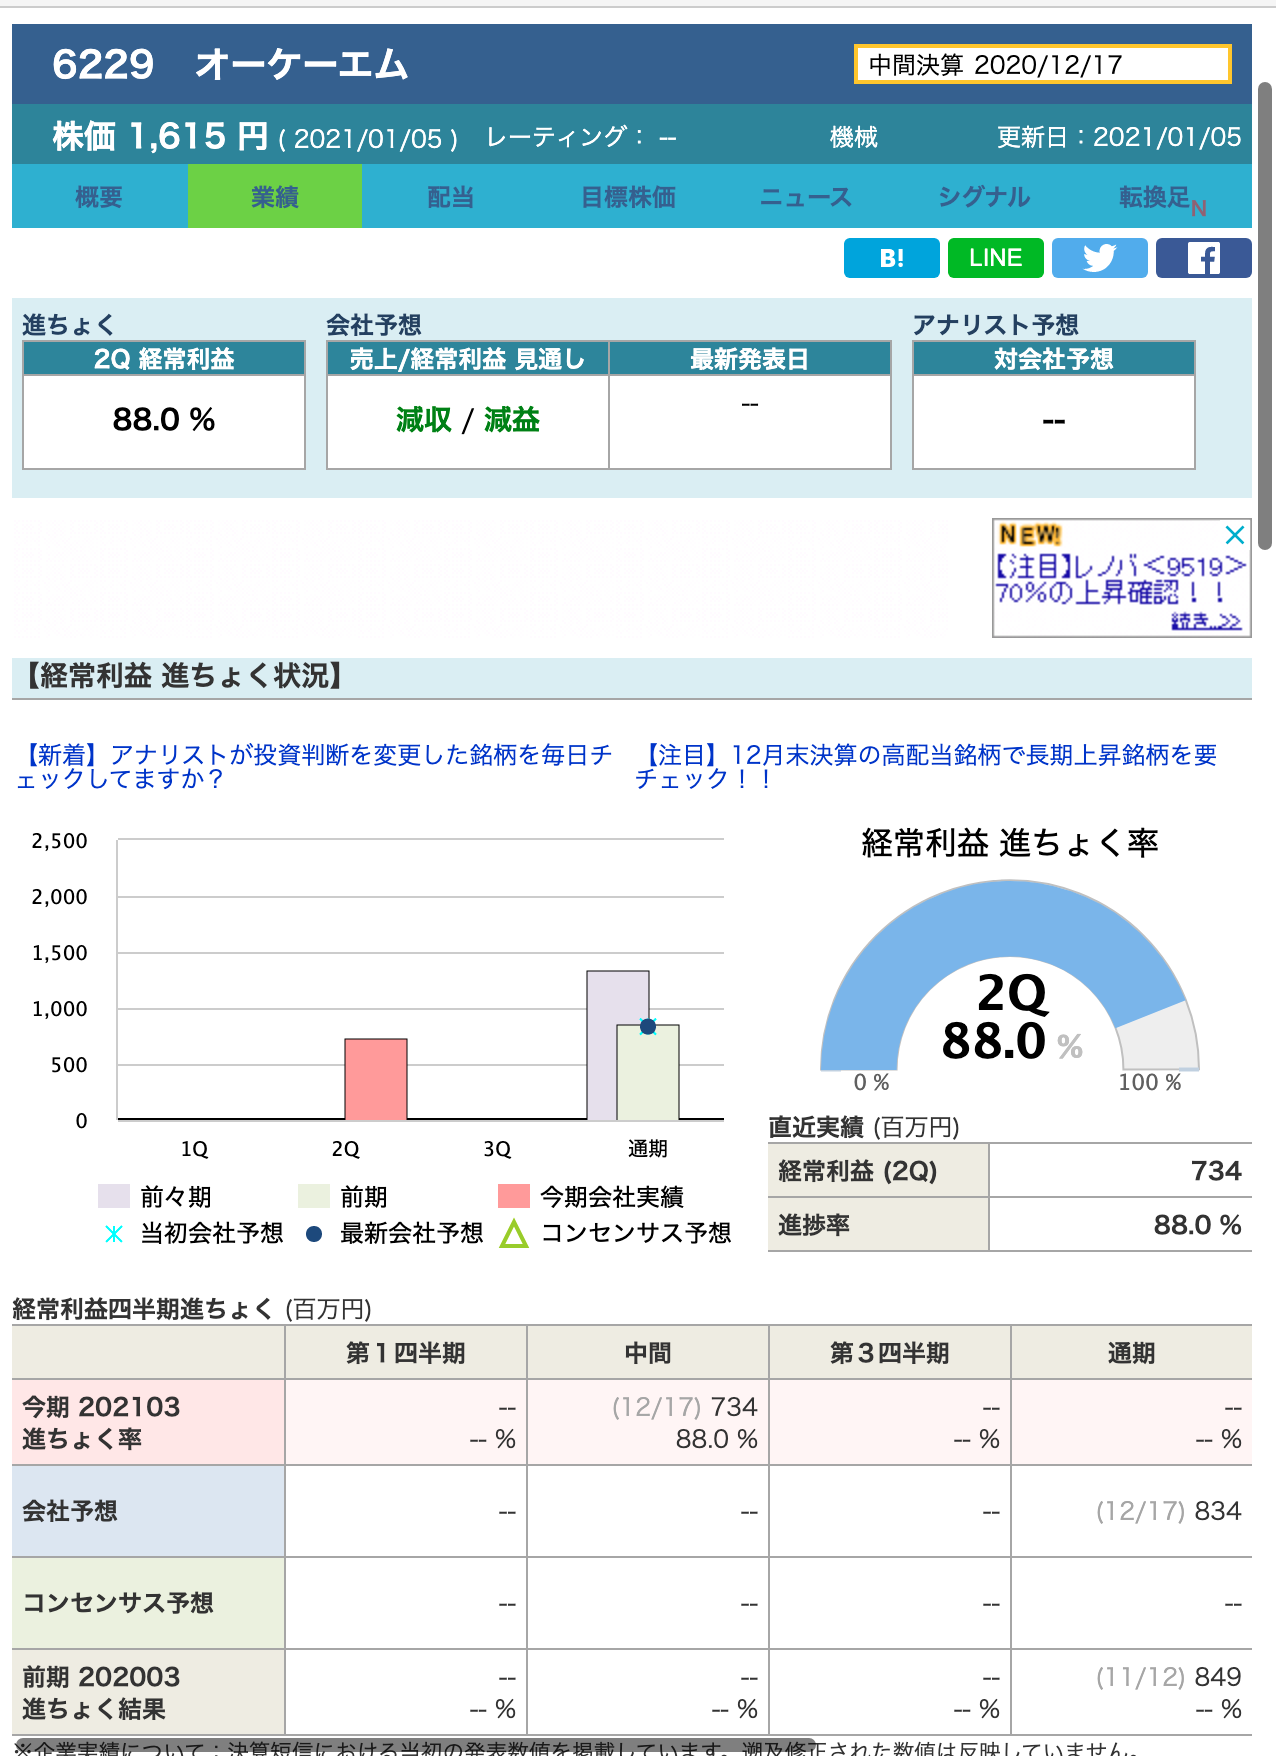 6229　オーケーエム
中間決算 2020/12/17
株価 1,615 円 ( 2021/01/05 )　レーティング： --　機械　更新日：2021/01/05
概要　業績　配当　目標株価　ニュース　シグナル　転換足N
B!　LINE
進ちょく　会社予想　アナリスト予想
2Q 経常利益　売上/経常利益 見通し　最新発表日　対会社予想
88.0 %　減収 / 減益　--　--
NEW!
【注目】レノバ<9519>
70%の上昇確認！！
続き..>>
【経常利益 進ちょく状況】
【新着】アナリストが投資判断を変更した銘柄を毎日チ
ェックしてますか？
【注目】12月末決算の高配当銘柄で長期上昇銘柄を要
チェック！！
2,500
2,000
1,500
1,000
500
0
1Q　2Q　3Q　通期
前々期　前期　今期会社実績
当初会社予想　最新会社予想　コンセンサス予想
経常利益 進ちょく率
2Q
88.0 %
0 %　100 %
直近実績 (百万円)
経常利益 (2Q)　734
進捗率　88.0 %
経常利益四半期進ちょく (百万円)
第１四半期　中間　第３四半期　通期
今期 202103　--　(12/17) 734　--　--
進ちょく率　-- %　88.0 %　-- %　-- %
会社予想　--　--　--　(12/17) 834
コンセンサス予想　--　--　--　--
前期 202003　--　--　--　(11/12) 849
進ちょく結果　-- %　-- %　-- %　-- %
※企業実績について：決算短信における当初の発表数値を掲載しています。遡及修正された数値は反映していません。